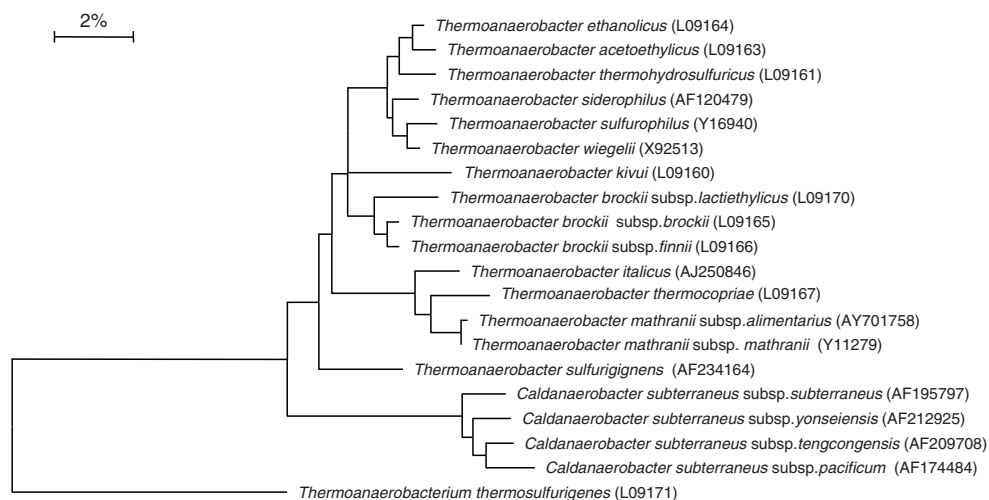 2%
Thermoanaerobacter ethanolicus (L09164)
Thermoanaerobacter acetoethylicus (L09163)
Thermoanaerobacter thermohydrosulfuricus (L09161)
Thermoanaerobacter siderophilus (AF120479)
Thermoanaerobacter sulfurophilus (Y16940)
Thermoanaerobacter wiegelii (X92513)
Thermoanaerobacter kivui (L09160)
Thermoanaerobacter brockii subsp.lactiethylicus (L09170)
Thermoanaerobacter brockii subsp.brockii (L09165)
Thermoanaerobacter brockii subsp.finnii (L09166)
Thermoanaerobacter italicus (AJ250846)
Thermoanaerobacter thermocopriae (L09167)
Thermoanaerobacter mathranii subsp.alimentarius (AY701758)
Thermoanaerobacter mathranii subsp. mathranii (Y11279)
Thermoanaerobacter sulfurigignens (AF234164)
Caldanaerobacter subterraneus subsp.subterraneus (AF195797)
Caldanaerobacter subterraneus subsp.yonseiensis (AF212925)
Caldanaerobacter subterraneus subsp.tengcongensis (AF209708)
Caldanaerobacter subterraneus subsp.pacificum (AF174484)
Thermoanaerobacterium thermosulfurigenes (L09171)